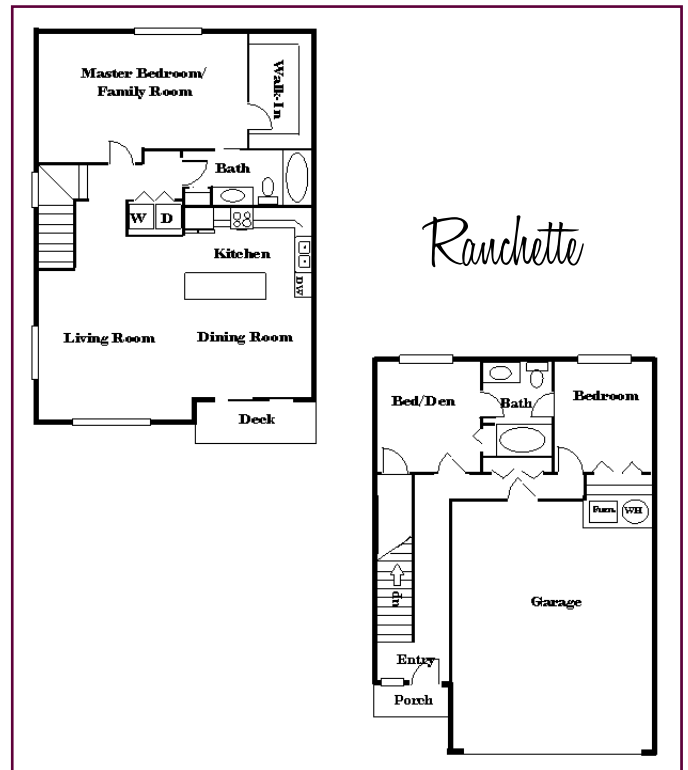 Master Bedroom/
Family Room
Walk-In
Bath
W
D
Kitchen
DW
Living Room
Dining Room
Deck
Ranchette
Bed/Den
Bath
Bedroom
Furn.
WH
up
Garage
Entry
Porch